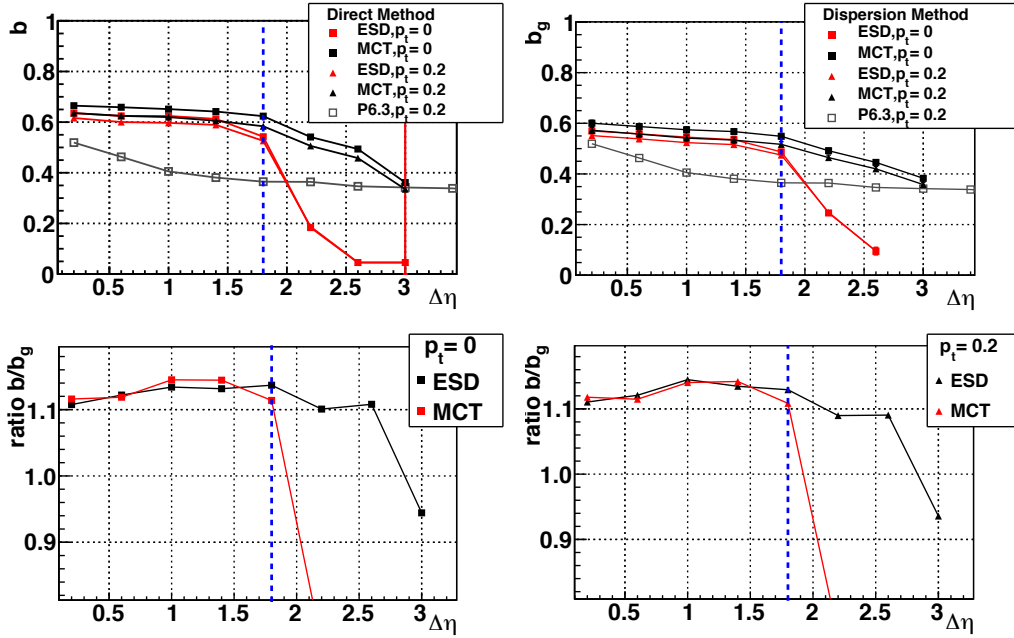 b
1
0.8
0.6
0.4
0.2
0
0.5 1 1.5 2 2.5 3 Δη
Direct Method
ESD,pt= 0
MCT,pt= 0
ESD,pt= 0.2
MCT,pt= 0.2
P6.3,pt= 0.2
bg
1
0.8
0.6
0.4
0.2
0
0.5 1 1.5 2 2.5 3 Δη
Dispersion Method
ESD,pt= 0
MCT,pt= 0
ESD,pt= 0.2
MCT,pt= 0.2
P6.3,pt= 0.2
ratio b/bg
1.1
1.0
0.9
0.5 1 1.5 2 2.5 3 Δη
pt= 0
ESD
MCT
ratio b/bg
1.1
1.0
0.9
0.5 1 1.5 2 2.5 3 Δη
pt= 0.2
ESD
MCT